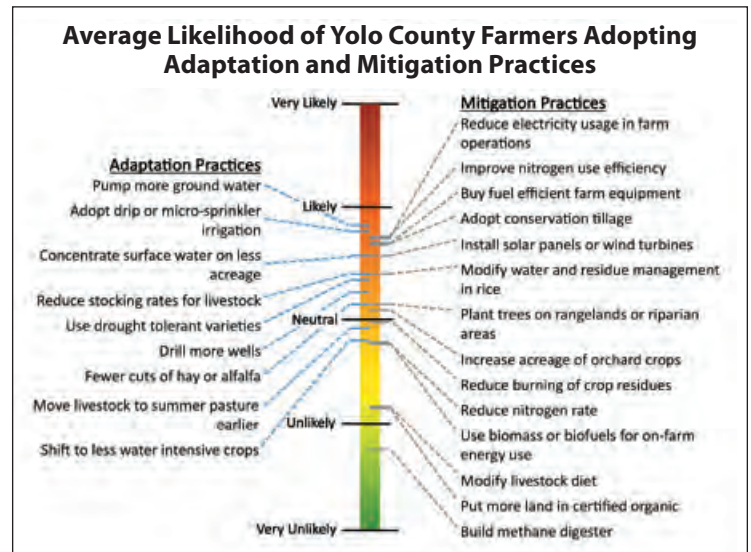 Average Likelihood of Yolo County Farmers Adopting
Adaptation and Mitigation Practices
Very Likely
Likely
Neutral
Unlikely
Very Unlikely
Adaptation Practices
Pump more ground water
Adopt drip or micro-sprinkler
irrigation
Concentrate surface water on less
acreage
Reduce stocking rates for livestock
Use drought tolerant varieties
Drill more wells
Fewer cuts of hay or alfalfa
Move livestock to summer pasture
earlier
Shift to less water intensive crops
Mitigation Practices
Reduce electricity usage in farm
operations
Improve nitrogen use efficiency
Buy fuel efficient farm equipment
Adopt conservation tillage
Install solar panels or wind turbines
Modify water and residue management
in rice
Plant trees on rangelands or riparian
areas
Increase acreage of orchard crops
Reduce burning of crop residues
Reduce nitrogen rate
Use biomass or biofuels for on-farm
energy use
Modify livestock diet
Put more land in certified organic
Build methane digester